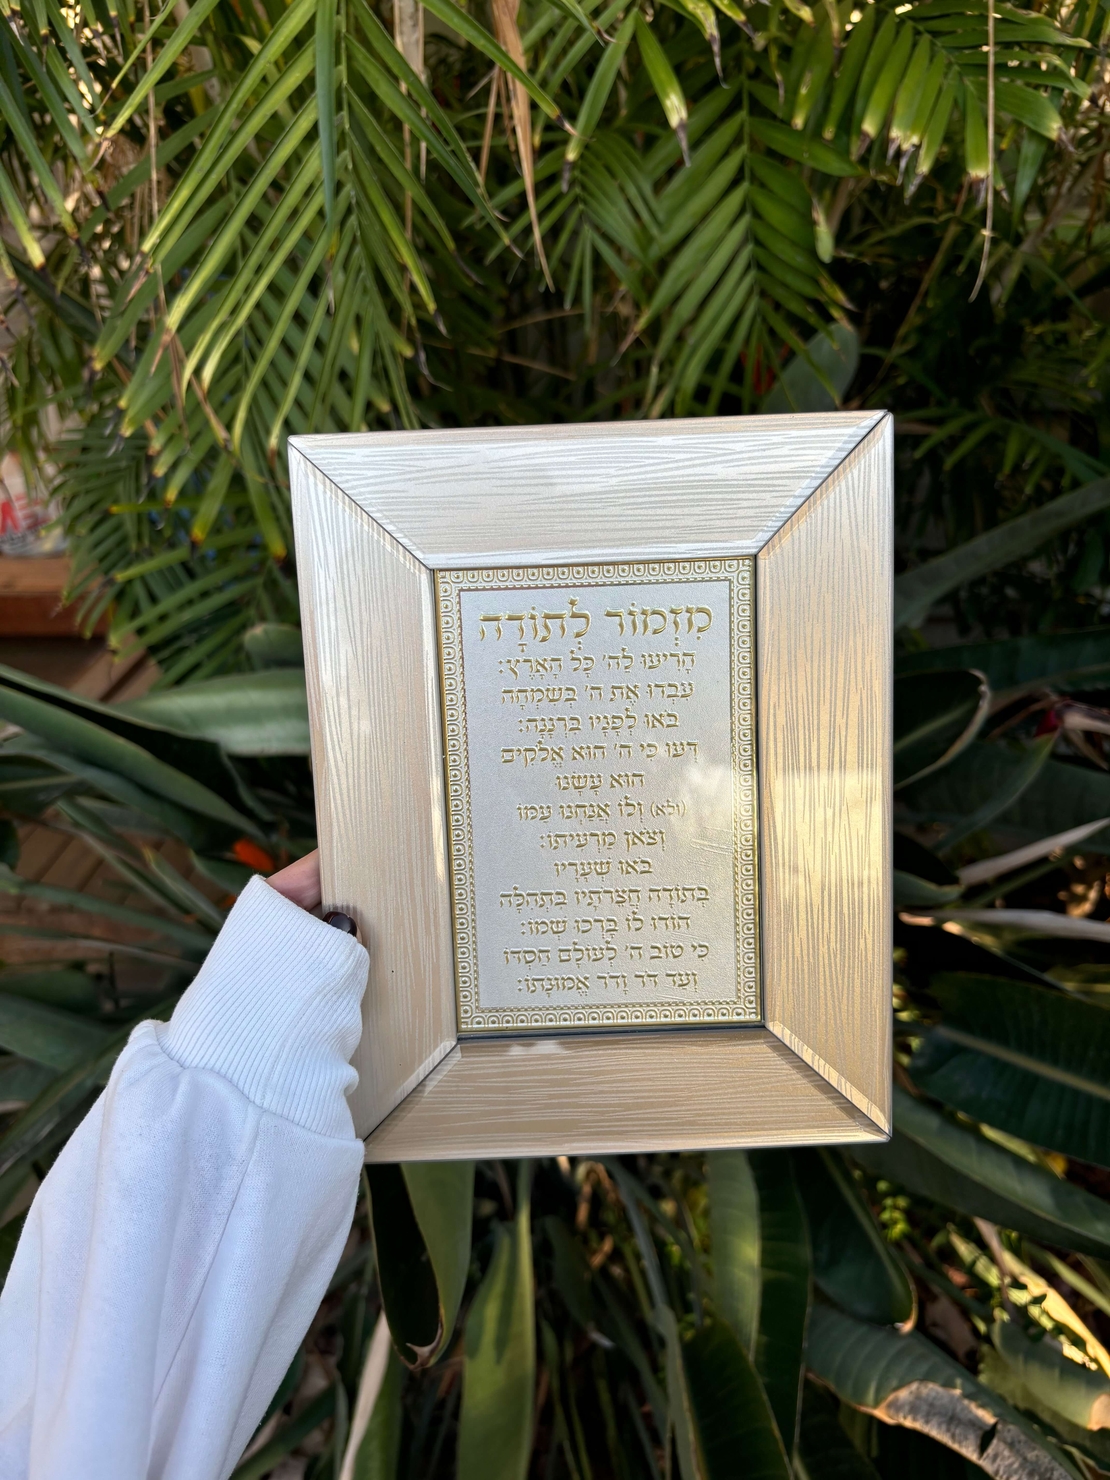 מִזְמוֹר לְתוֹדָה
הָרִיעוּ לַה' כָּל הָאָרֶץ:
עִבְדוּ אֶת ה' בְּשִׂמְחָה
בֹּאוּ לְפָנָיו בִּרְנָנָה:
דְּעוּ כִּי ה' הוּא אֱלֹקִים
הוּא עָשָׂנוּ
(ולא) וְלוֹ אֲנַחְנוּ עַמּוֹ
וְצֹאן מַרְעִיתוֹ:
בֹּאוּ שְׁעָרָיו
בְּתוֹדָה חֲצֵרֹתָיו בִּתְהִלָּה
הוֹדוּ לוֹ בָּרְכוּ שְׁמוֹ:
כִּי טוֹב ה' לְעוֹלָם חַסְדּוֹ
וְעַד דֹּר וָדֹר אֱמוּנָתוֹ: